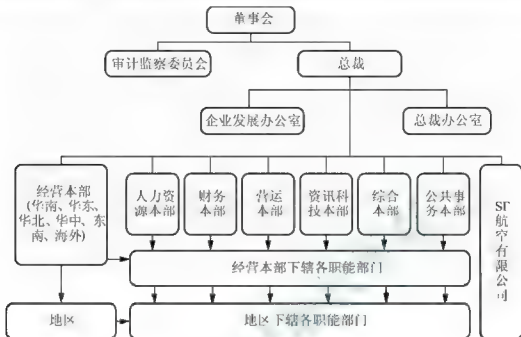 董事会
审计监察委员会
总裁
企业发展办公室
总裁办公室
经营本部
(华南、华东、
华北、华中、东
南、海外)
人力资
源本部
财务
本部
营运
本部
资讯科
技本部
综合
本部
公共事
务本部
SF
航
空
有
限
公
司
经营本部下辖各职能部门
地区
地区下辖各职能部门